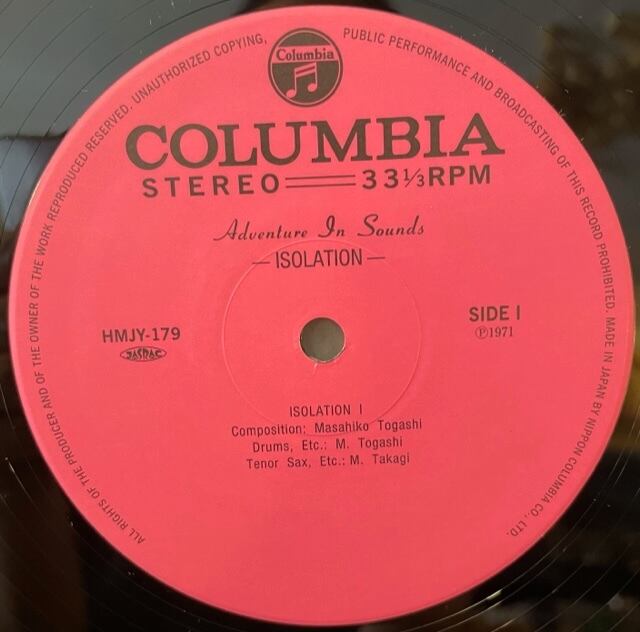 ALL RIGHTS OF THE PRODUCER AND OF THE OWNER OF THE WORK REPRODUCED RESERVED. UNAUTHORIZED COPYING, PUBLIC PERFORMANCE AND BROADCASTING OF THIS RECORD PROHIBITED. MADE IN JAPAN BY NIPPON COLUMBIA CO., LTD.
Columbia
COLUMBIA
STEREO 33⅓RPM
Adventure In Sounds
—ISOLATION—
HMJY-179
JASRAC
SIDE I
Ⓟ1971
ISOLATION I
Composition: Masahiko Togashi
Drums, Etc.: M. Togashi
Tenor Sax, Etc.: M. Takagi